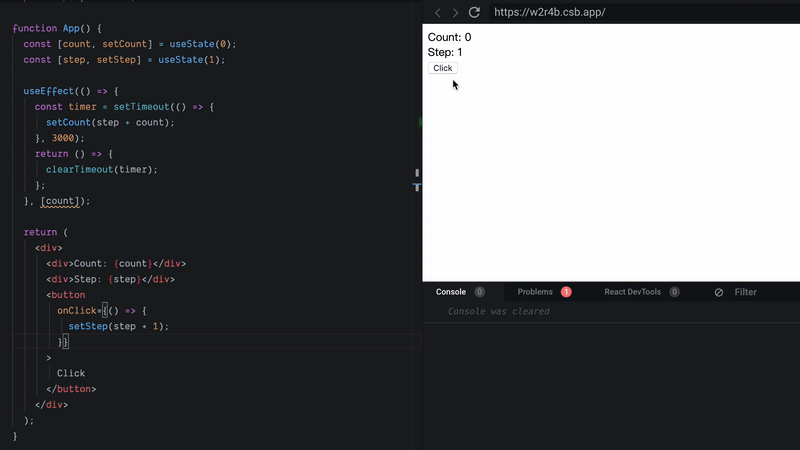 function App() {
const [count, setCount] = useState(0);
const [step, setStep] = useState(1);
useEffect(() => {
const timer = setTimeout(() => {
setCount(step + count);
}, 3000);
return () => {
clearTimeout(timer);
};
}, [count]);
return (
<div>
<div>Count: {count}</div>
<div>Step: {step}</div>
<button
onClick={() => {
setStep(step + 1);
}}
>
Click
</button>
</div>
);
}
https://w2r4b.csb.app/
Count: 0
Step: 1
Click
Console 0 Problems 1 React DevTools 0 Filter
Console was cleared